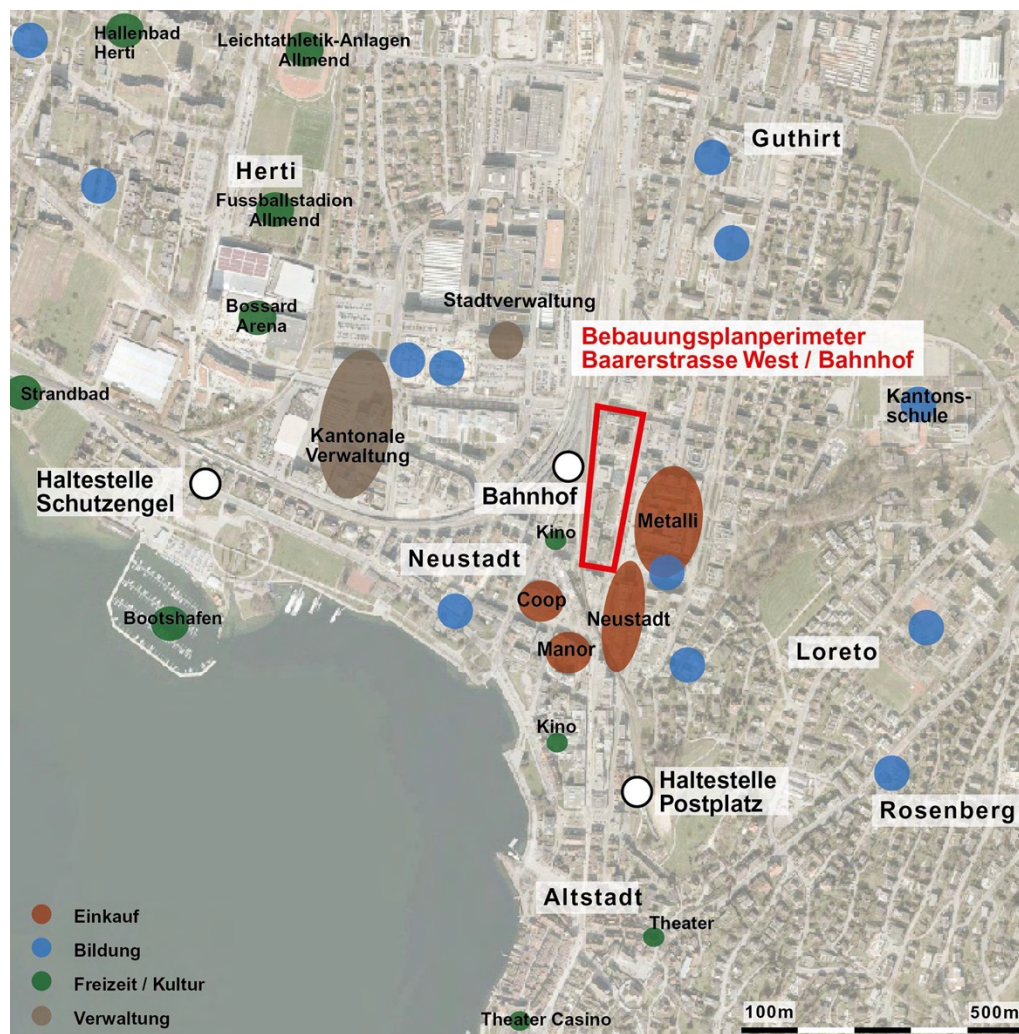 Hallenbad
Herti
Leichtathletik-Anlagen
Allmend
Guthirt
Herti
Fussballstadion
Allmend
Stadtverwaltung
Bossard
Arena
Bebauungsplanperimeter
Baarerstrasse West / Bahnhof
Strandbad
Kantons-
schule
Kantonale
Verwaltung
Haltestelle
Schutzengel
Bahnhof
Metalli
Kino
Neustadt
Coop
Neustadt
Bootshafen
Manor
Loreto
Kino
Haltestelle
Postplatz
Rosenberg
Altstadt
Theater
Einkauf
Bildung
Freizeit / Kultur
Verwaltung
Theater Casino
100m
500m